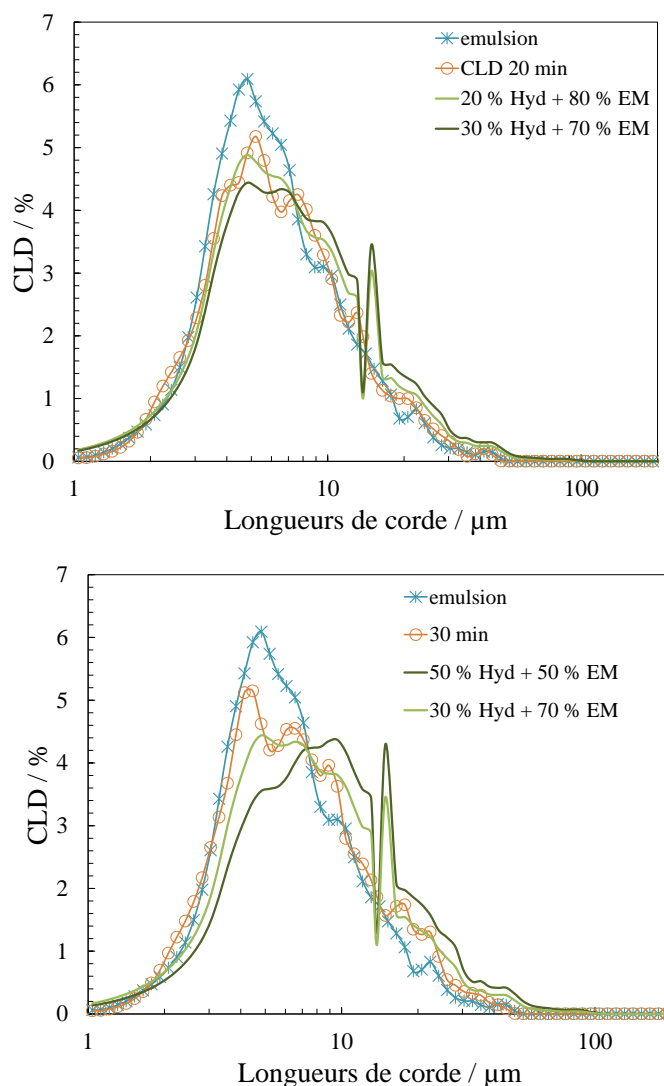 7
6
5
4
3
2
1
0
CLD / %
emulsion
CLD 20 min
20 % Hyd + 80 % EM
30 % Hyd + 70 % EM
1
10
100
Longueurs de corde / µm
7
6
5
4
3
2
1
0
CLD / %
emulsion
30 min
50 % Hyd + 50 % EM
30 % Hyd + 70 % EM
1
10
100
Longueurs de corde / µm